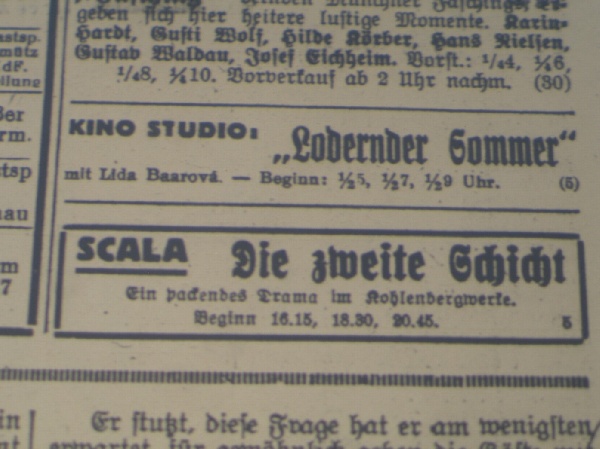 geben sich hier heitere lustige Momente. Karin-
Hardt, Gusti Wolf, Hilde Körber, Hans Nielsen,
Gustav Waldau, Josef Eichheim. Vorst.: 1/44, 1/46,
1/48, 1/410. Vorverkauf ab 2 Uhr nachm. (30)
KINO STUDIO: „Lodernder Sommer“
mit Lída Baarová. — Beginn: ½5, ½7, ½9 Uhr. (5)
SCALA Die zweite Schicht
Ein packendes Drama im Kohlenbergwerke.
Beginn 16.15, 18.30, 20.45. 5
Er stutzt, diese Frage hat er am wenigsten